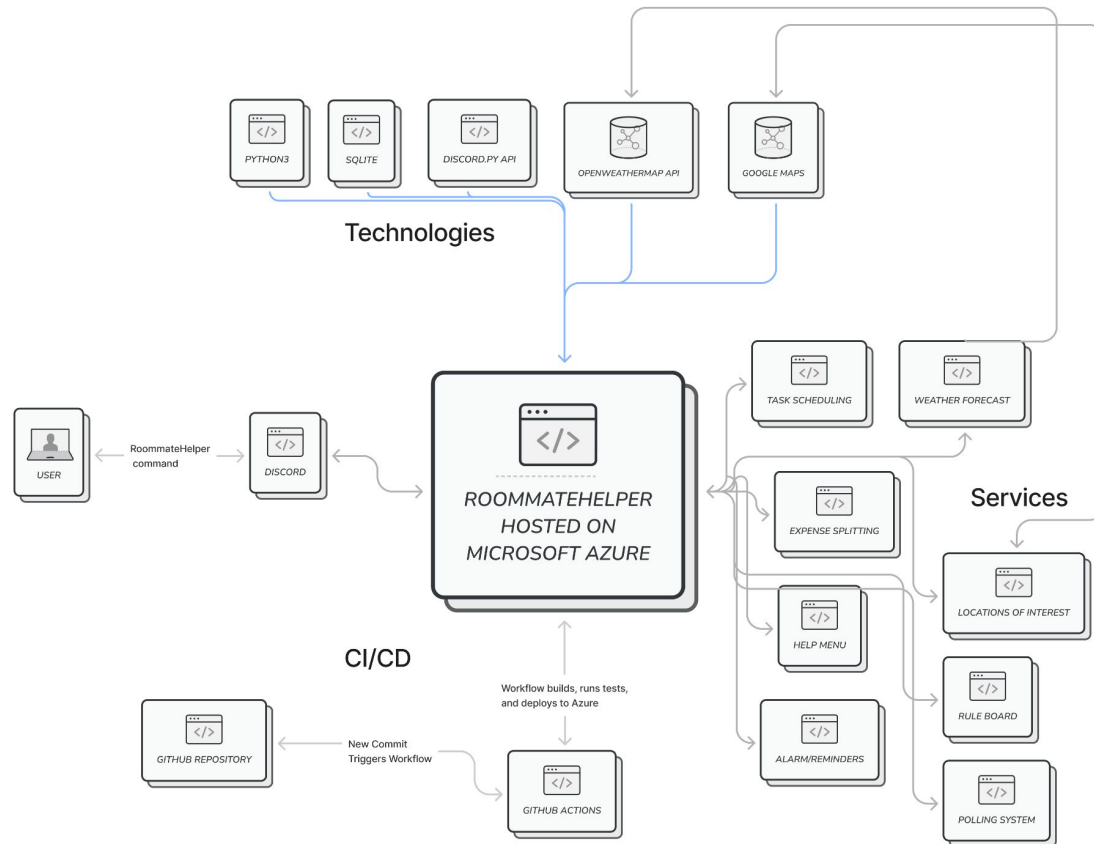 PYTHON3
SQLITE
DISCORD.PY API
OPENWEATHERMAP API
GOOGLE MAPS
Technologies
TASK SCHEDULING
WEATHER FORECAST
USER
RoommateHelper
command
DISCORD
ROOMMATEHELPER
HOSTED ON
MICROSOFT AZURE
Services
EXPENSE SPLITTING
LOCATIONS OF INTEREST
HELP MENU
CI/CD
Workflow builds, runs tests,
and deploys to Azure
RULE BOARD
GITHUB REPOSITORY
New Commit
Triggers Workflow
ALARM/REMINDERS
GITHUB ACTIONS
POLLING SYSTEM